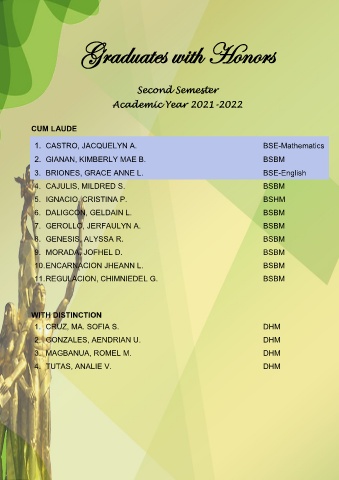 Graduates with Honors
Second Semester
Academic Year 2021-2022
CUM LAUDE
1. CASTRO, JACQUELYN A. BSE-Mathematics
2. GIANAN, KIMBERLY MAE B. BSBM
3. BRIONES, GRACE ANNE L. BSE-English
4. CAJULIS, MILDRED S. BSBM
5. IGNACIO, CRISTINA P. BSHM
6. DALIGCON, GELDAIN L. BSBM
7. GEROLLO, JERFAULYN A. BSBM
8. GENESIS, ALYSSA R. BSBM
9. MORADA, JOFHEL D. BSBM
10. ENCARNACION JHEANN L. BSBM
11. REGULACION, CHIMNIEDEL G. BSBM
WITH DISTINCTION
1. CRUZ, MA. SOFIA S. DHM
2. GONZALES, AENDRIAN U. DHM
3. MAGBANUA, ROMEL M. DHM
4. TUTAS, ANALIE V. DHM